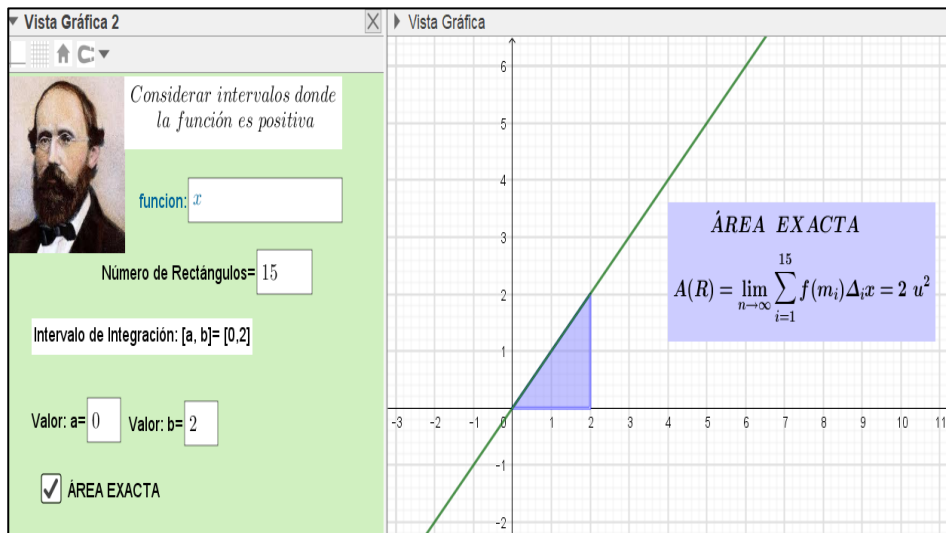 Vista Gráfica 2
Considerar intervalos donde
la función es positiva
funcion: x
Número de Rectángulos= 15
Intervalo de Integración: [a, b]= [0,2]
Valor: a= 0 Valor: b= 2
ÁREA EXACTA
Vista Gráfica
6
5
4
3
2
1
-1
-2
-3 -2 -1 0 1 2 3 4 5 6 7 8 9 10 11
ÁREA EXACTA
A(R) = lim n→∞ ∑ i=1 15 f(mᵢ)Δᵢx = 2 u²